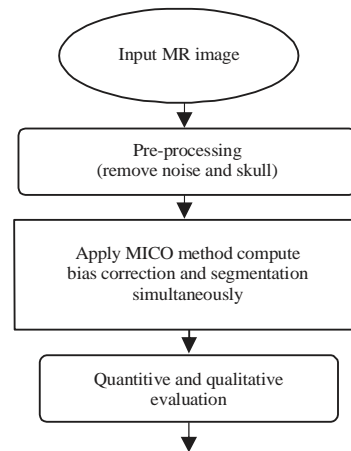 Input MR image
Pre-processing
(remove noise and skull)
Apply MICO method compute
bias correction and segmentation
simultaneously
Quantitive and qualitative
evaluation